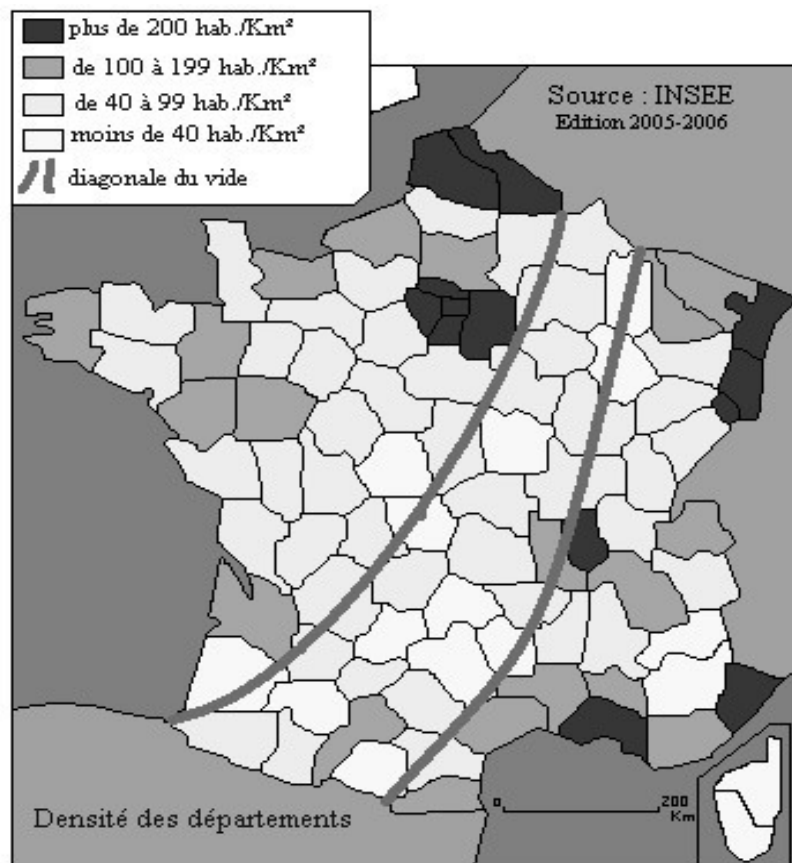 plus de 200 hab./Km²
de 100 à 199 hab./Km²
de 40 à 99 hab./Km²
moins de 40 hab./Km²
diagonale du vide
Source : INSEE
Edition 2005-2006
Densité des départements
0 200
Km